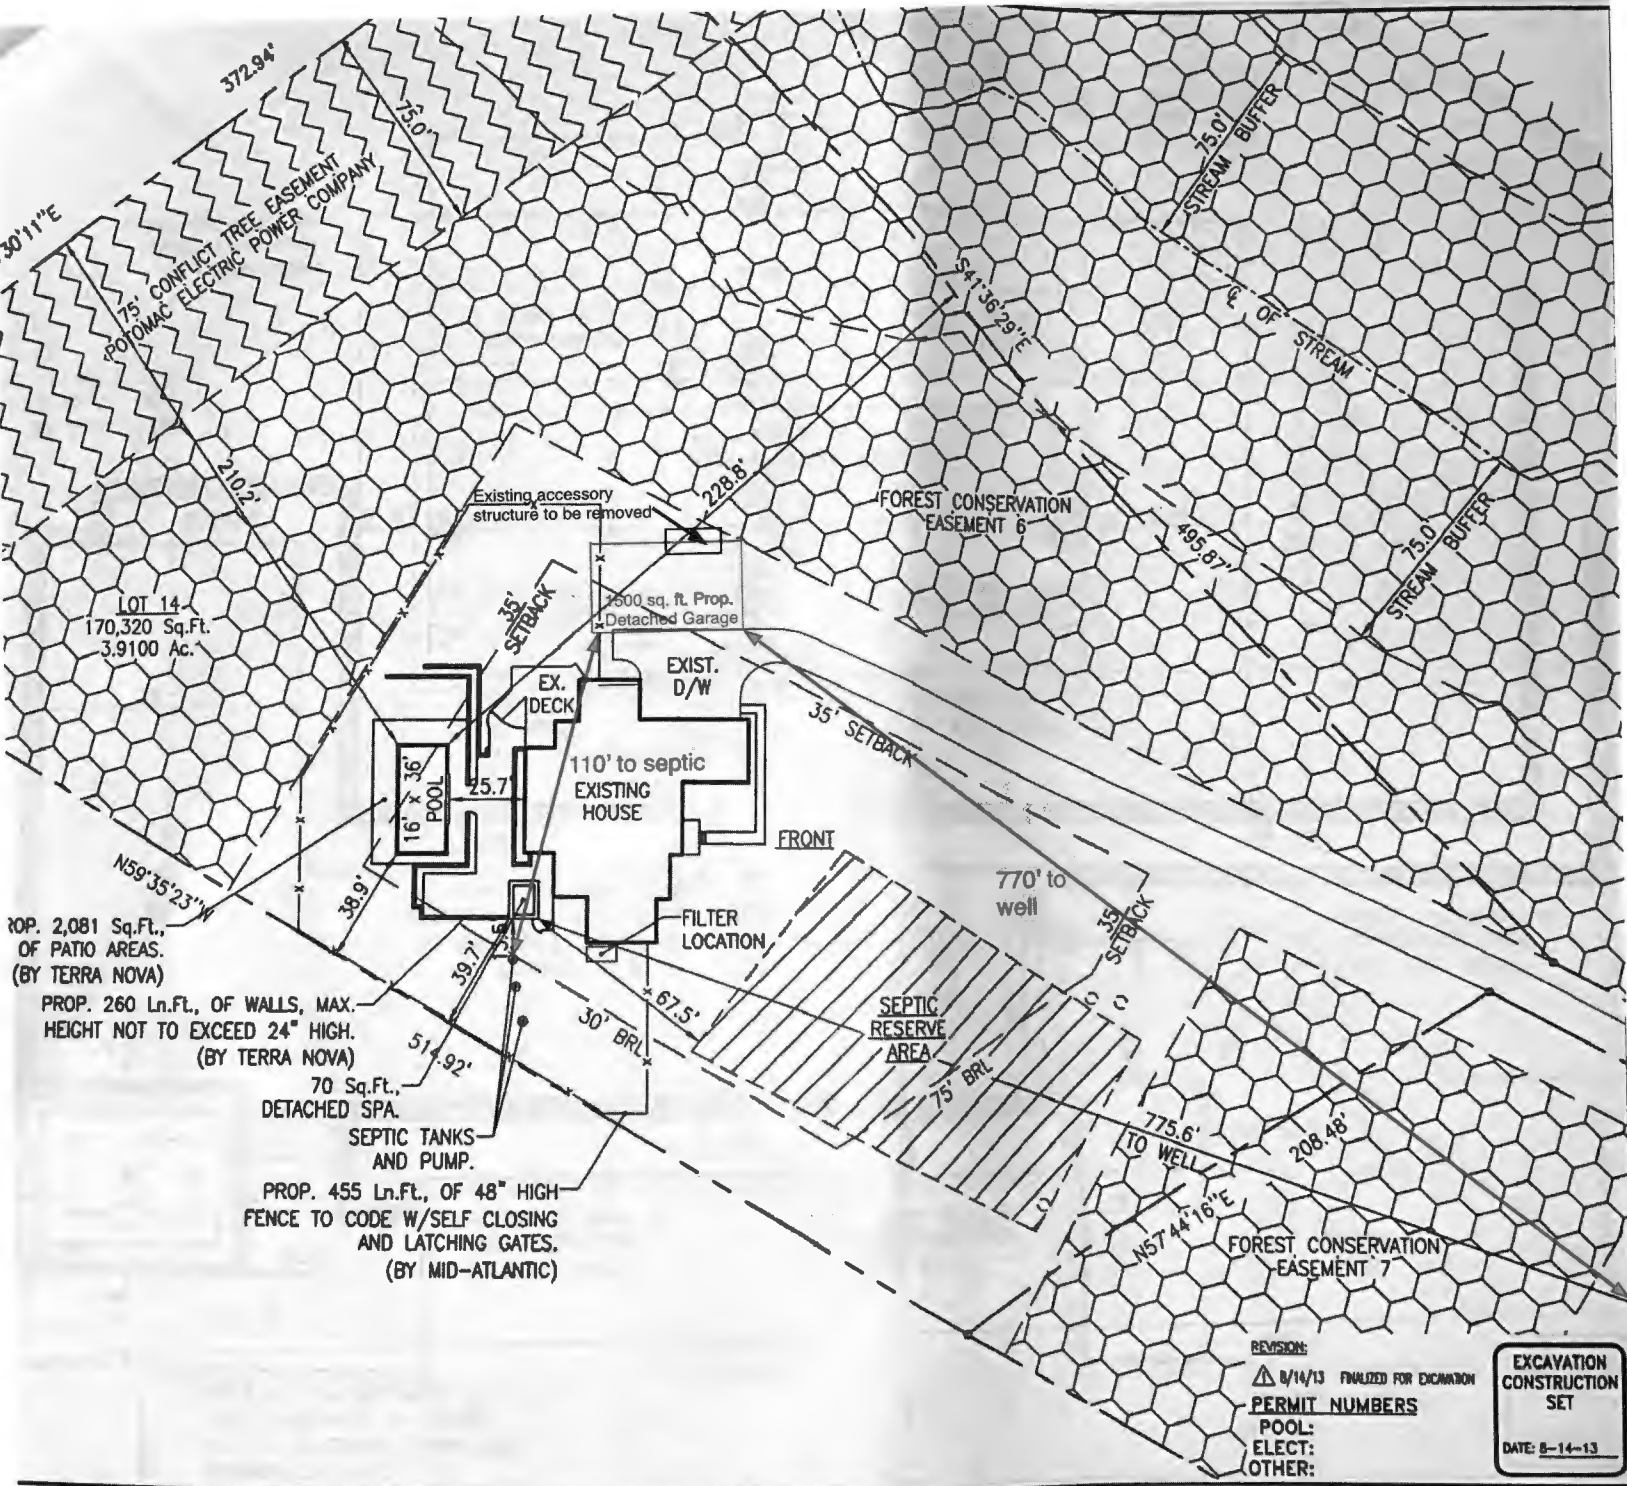 372.94'
75.0'
30'11"E
75' CONFLICT TREE EASEMENT
POTOMAC ELECTRIC POWER COMPANY
75.0'
STREAM BUFFER
S41°36'29"E
℄ OF STREAM
210.2'
228.8'
Existing accessory
structure to be removed
FOREST CONSERVATION
EASEMENT 6
495.87'
75.0'
STREAM BUFFER
LOT 14
170,320 Sq.Ft.
3.9100 Ac.
35'
SETBACK
1500 sq. ft. Prop.
Detached Garage
EX.
DECK
EXIST.
D/W
35' SETBACK
110' to septic
EXISTING
HOUSE
25.7'
16' x 36'
POOL
FRONT
770' to
well
35'
SETBACK
N59°35'23"W
38.9'
FILTER
LOCATION
PROP. 2,081 Sq.Ft.,
OF PATIO AREAS.
(BY TERRA NOVA)
39.7'
PROP. 260 Ln.Ft., OF WALLS, MAX.
HEIGHT NOT TO EXCEED 24" HIGH.
(BY TERRA NOVA)
67.5'
30' BRL
SEPTIC
RESERVE
AREA
75' BRL
514.92'
70 Sq.Ft.,
DETACHED SPA.
SEPTIC TANKS
AND PUMP.
775.6'
TO WELL
208.48'
PROP. 455 Ln.Ft., OF 48" HIGH
FENCE TO CODE W/SELF CLOSING
AND LATCHING GATES.
(BY MID-ATLANTIC)
N57°44'16"E
FOREST CONSERVATION
EASEMENT 7
REVISION:
8/14/13 FINALIZED FOR EXCAVATION
PERMIT NUMBERS
POOL:
ELECT:
OTHER:
EXCAVATION
CONSTRUCTION
SET
DATE: 8-14-13